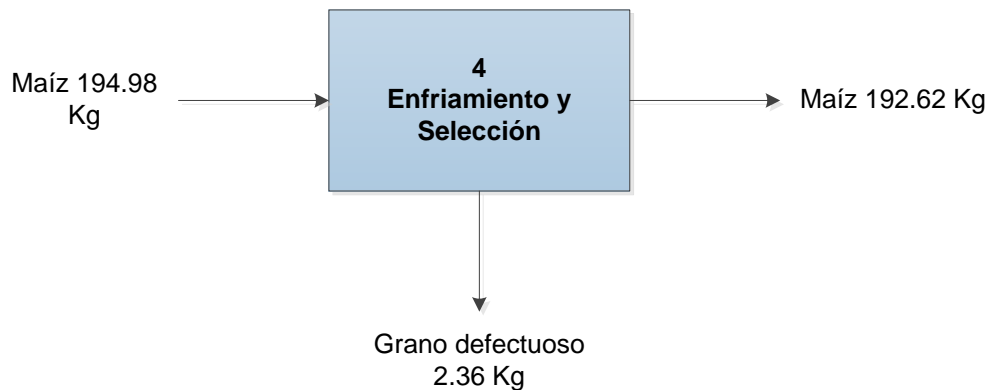 Maíz 194.98
Kg
4
Enfriamiento y
Selección
Maíz 192.62 Kg
Grano defectuoso
2.36 Kg